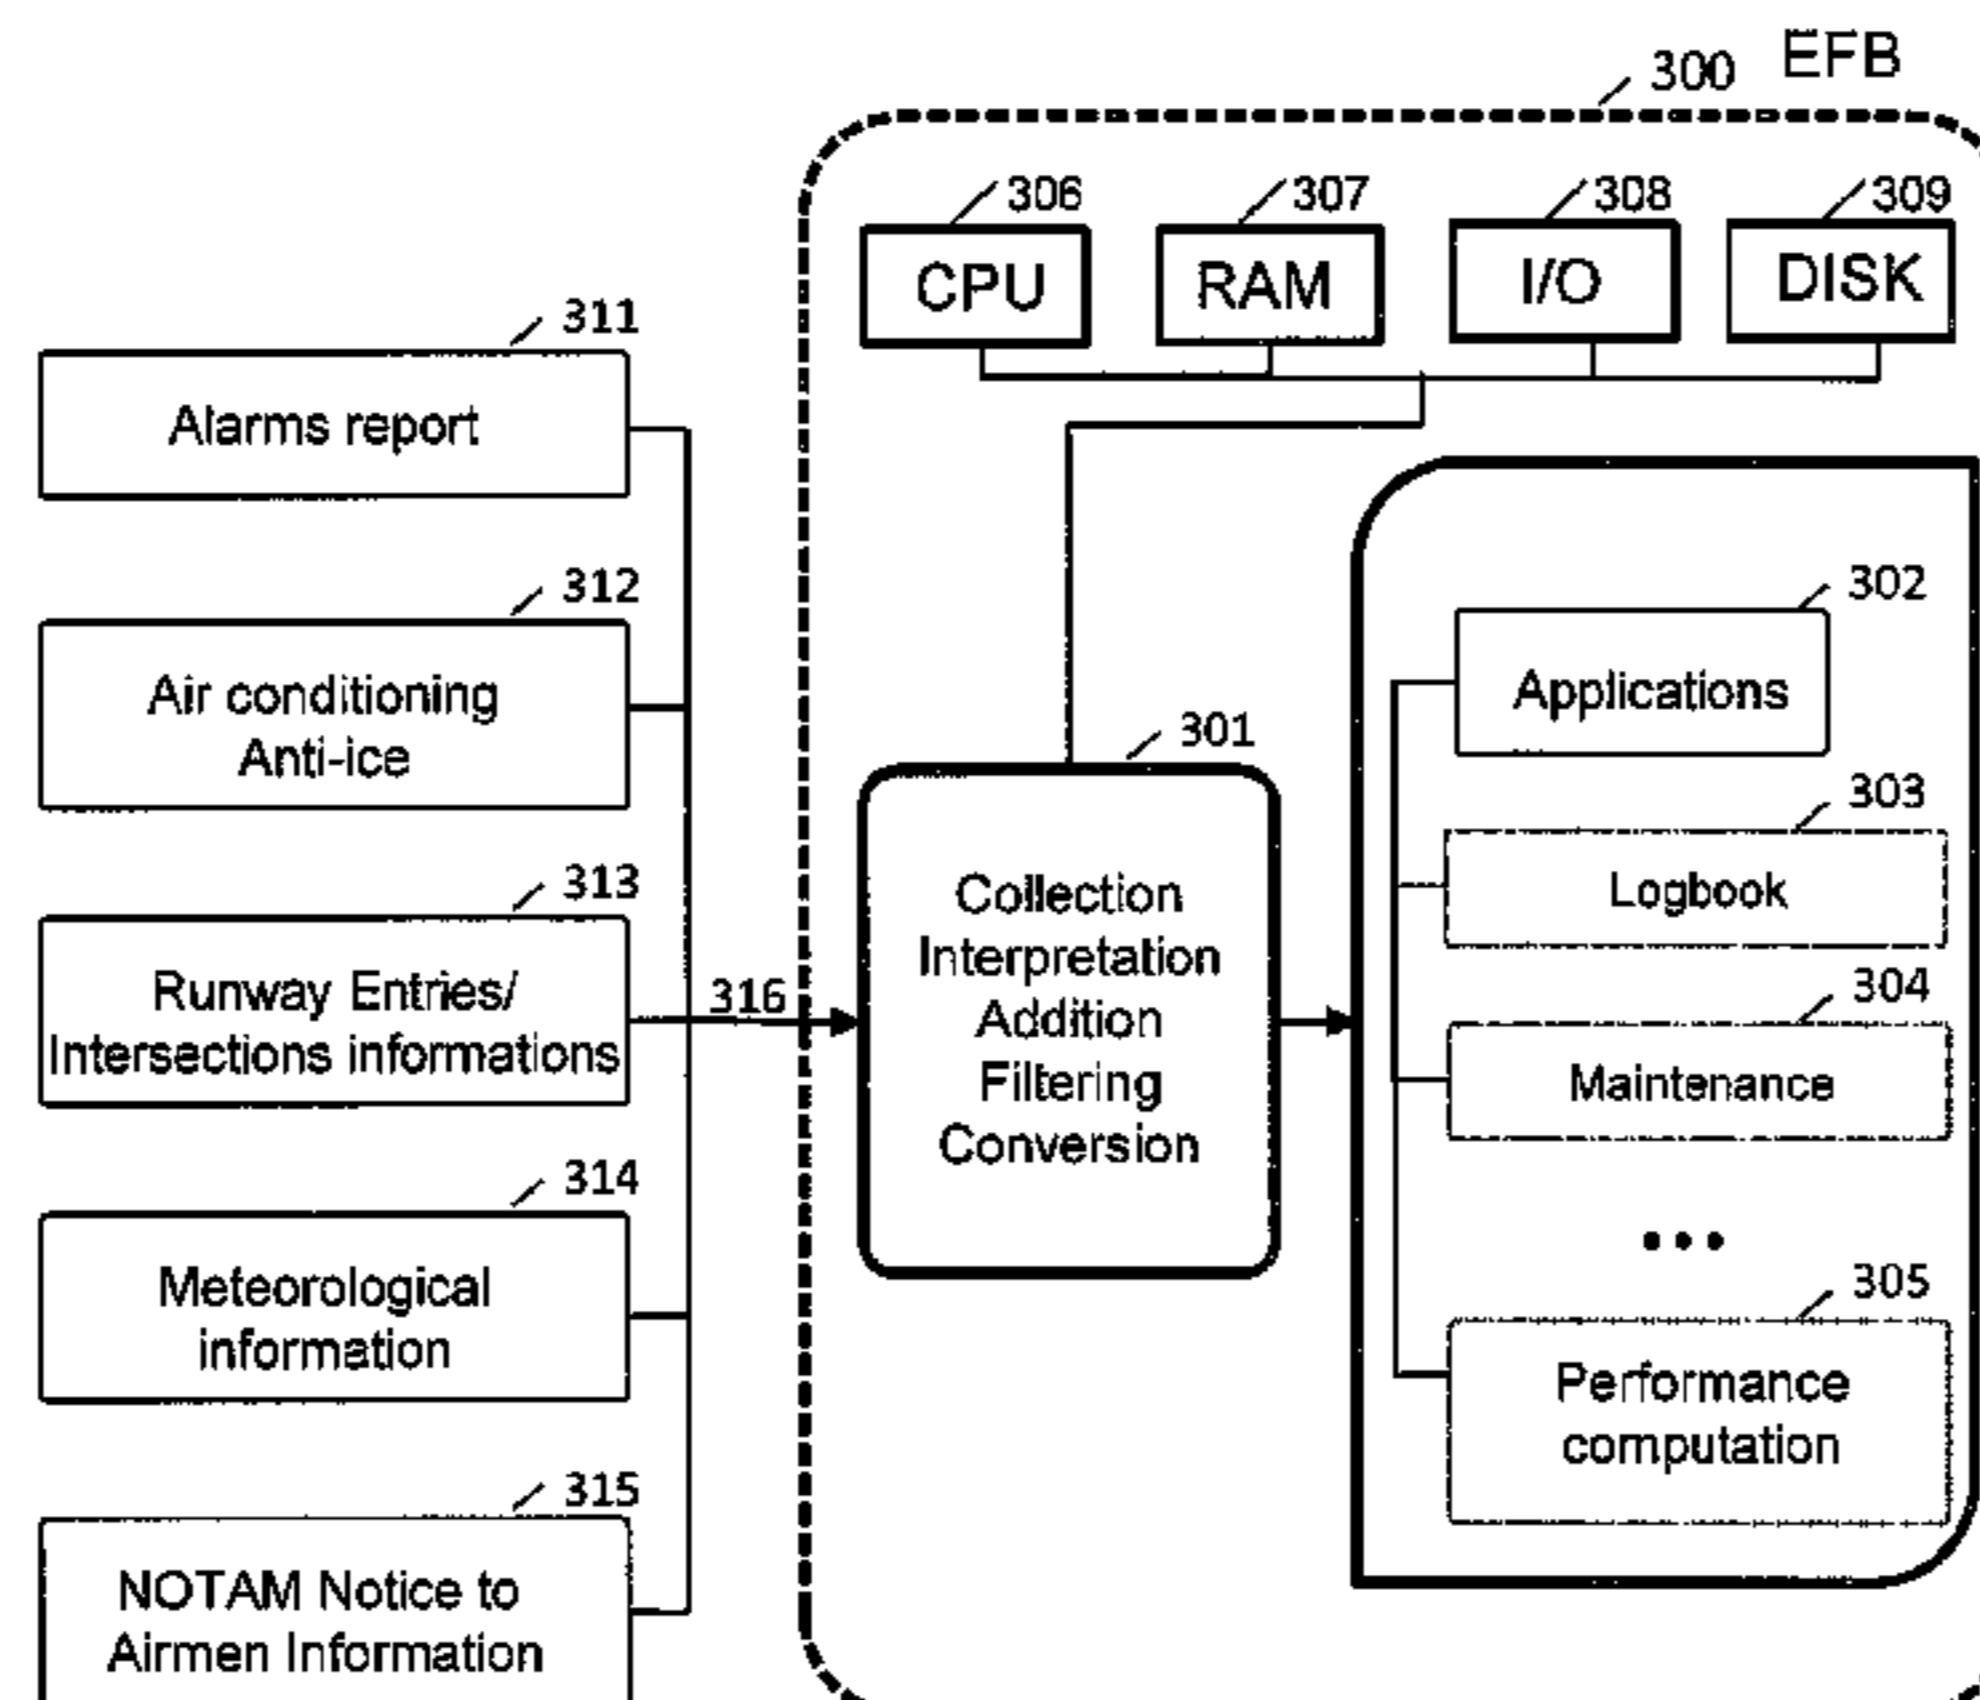 300 EFB
306 307 308 309
CPU RAM I/O DISK
311
Alarms report
312
Air conditioning
Anti-ice
313
Runway Entries/
Intersections informations
314
Meteorological
information
315
NOTAM Notice to
Airmen Information
316
301
Collection
Interpretation
Addition
Filtering
Conversion
302
Applications
303
Logbook
304
Maintenance
•••
305
Performance
computation